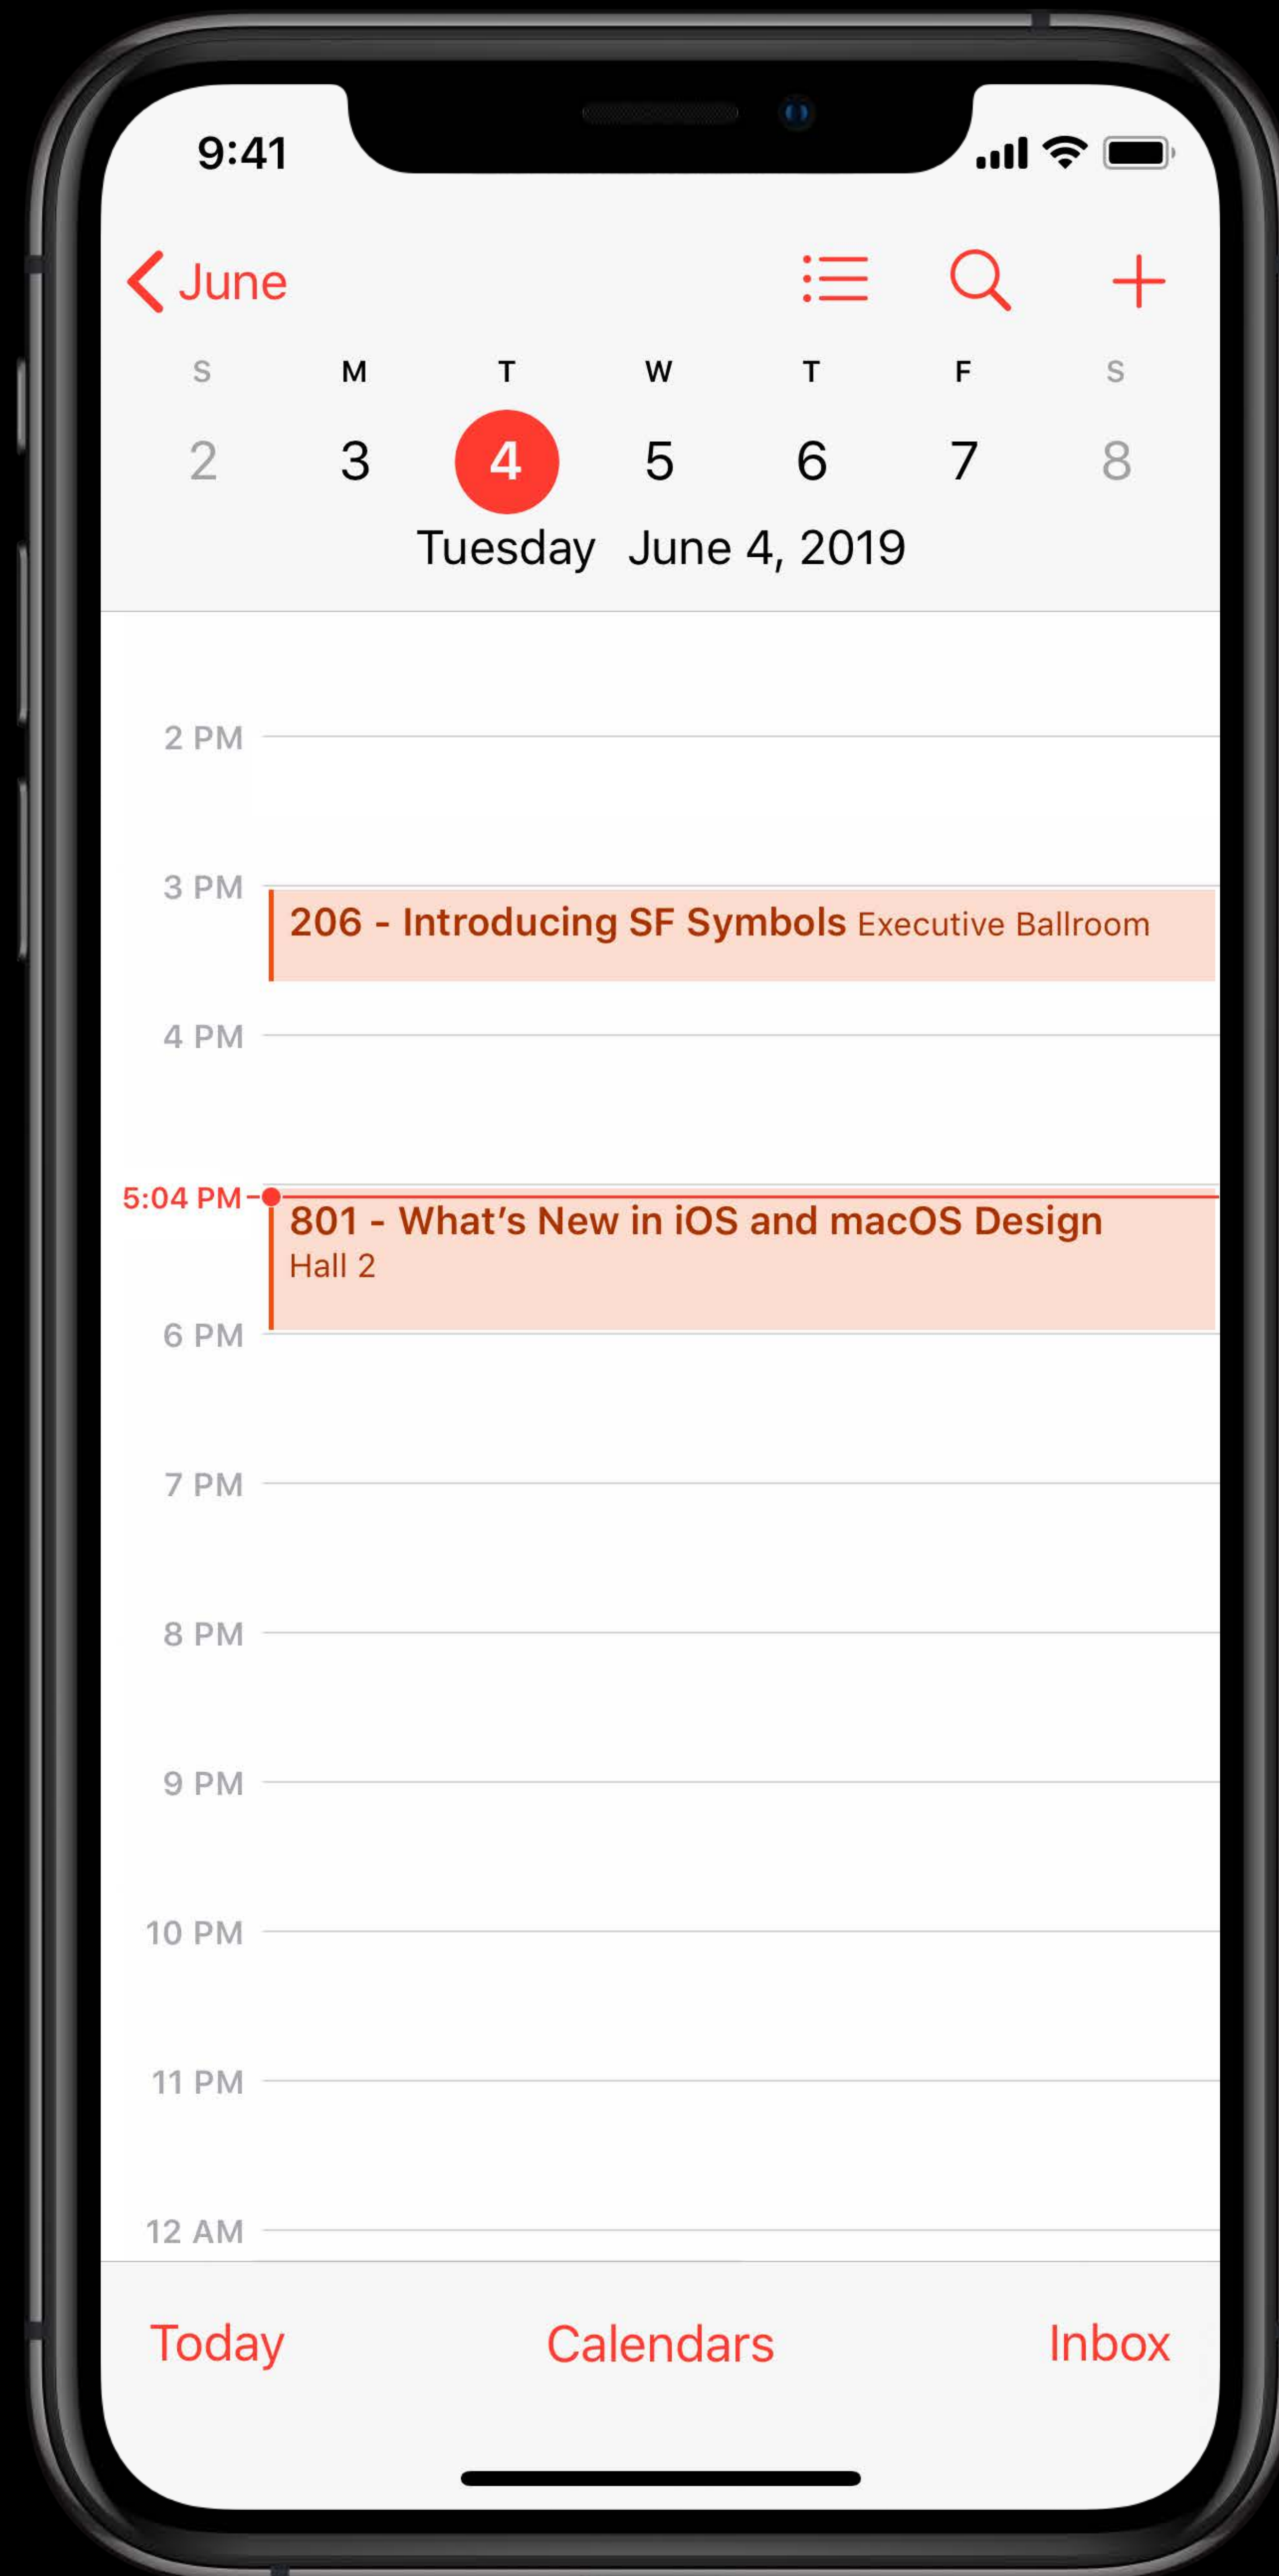 9:41
June
S M T W T F S
2 3 4 5 6 7 8
Tuesday June 4, 2019
2 PM
3 PM
206 - Introducing SF Symbols Executive Ballroom
4 PM
5:04 PM
801 - What’s New in iOS and macOS Design
Hall 2
6 PM
7 PM
8 PM
9 PM
10 PM
11 PM
12 AM
Today Calendars Inbox